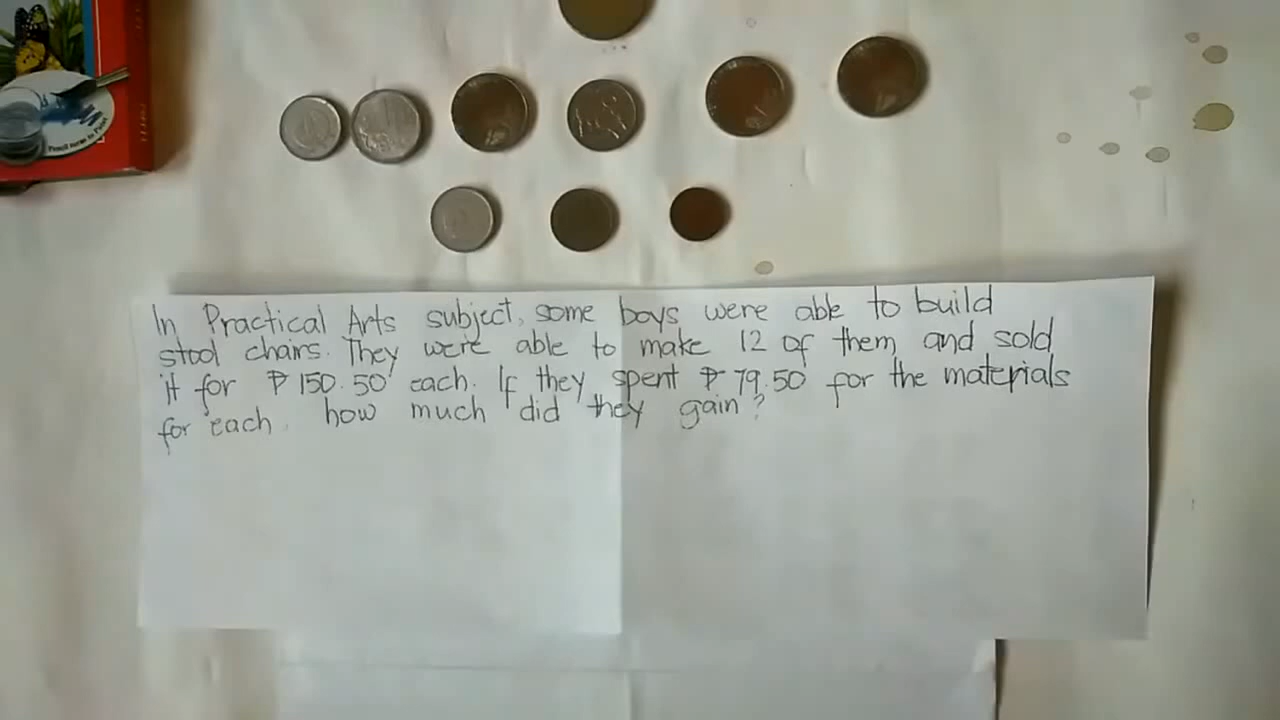 In Practical Arts subject, some boys were able to build
stool chairs. They were able to make 12 of them and sold
it for ₱150.50 each. If they spent ₱79.50 for the materials
for each. how much did they gain?